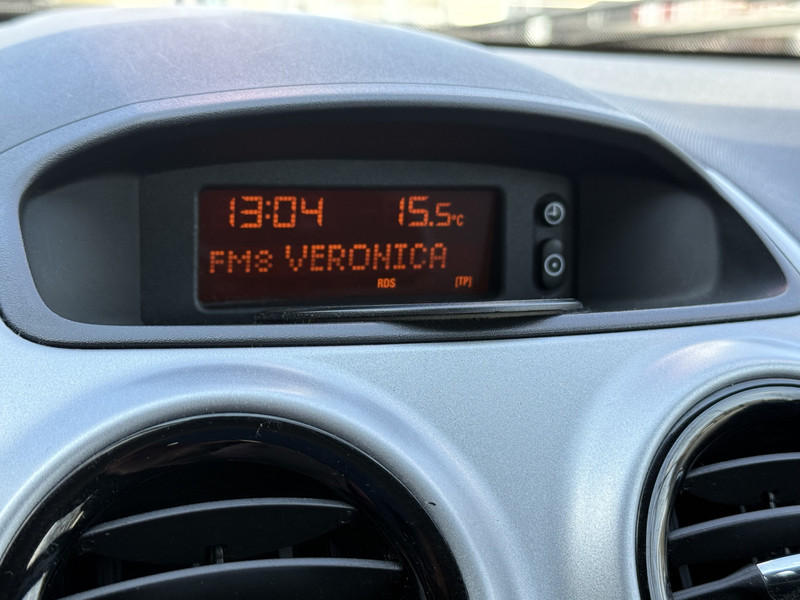 13:04 15.5°C
FM8 VERONICA
RDS [TP]